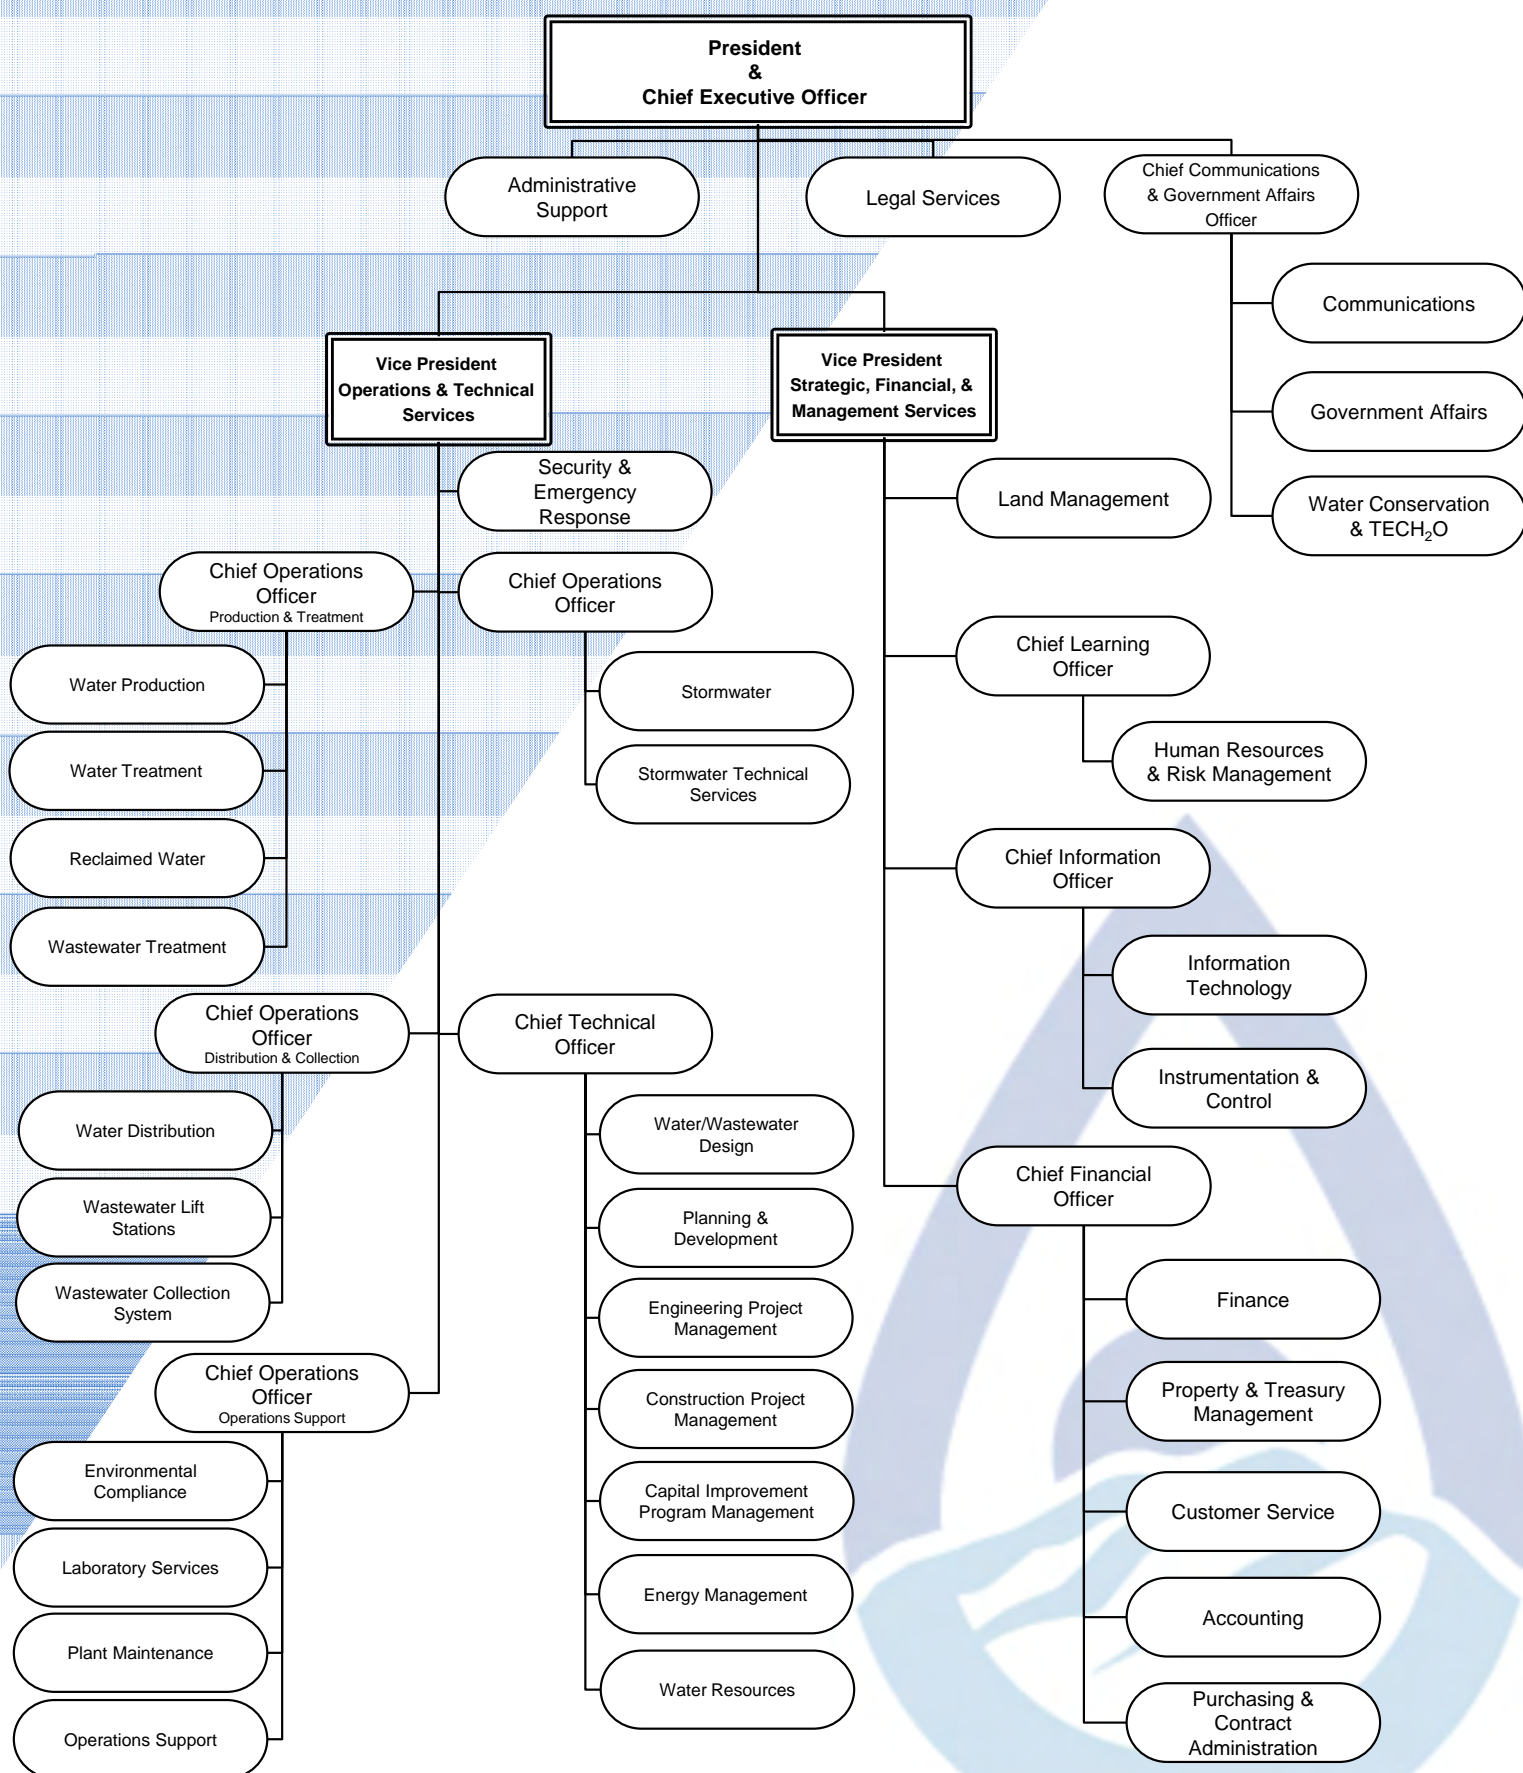 President
&
Chief Executive Officer
Administrative
Support
Legal Services
Chief Communications
& Government Affairs
Officer
Communications
Government Affairs
Water Conservation
& TECH₂O
Vice President
Operations & Technical
Services
Vice President
Strategic, Financial, &
Management Services
Security &
Emergency
Response
Land Management
Chief Operations
Officer
Production & Treatment
Chief Operations
Officer
Water Production
Water Treatment
Reclaimed Water
Wastewater Treatment
Stormwater
Stormwater Technical
Services
Chief Learning
Officer
Human Resources
& Risk Management
Chief Information
Officer
Information
Technology
Instrumentation &
Control
Chief Operations
Officer
Distribution & Collection
Water Distribution
Wastewater Lift
Stations
Wastewater Collection
System
Chief Technical
Officer
Water/Wastewater
Design
Planning &
Development
Engineering Project
Management
Construction Project
Management
Capital Improvement
Program Management
Energy Management
Water Resources
Chief Financial
Officer
Finance
Property & Treasury
Management
Customer Service
Accounting
Purchasing &
Contract
Administration
Chief Operations
Officer
Operations Support
Environmental
Compliance
Laboratory Services
Plant Maintenance
Operations Support